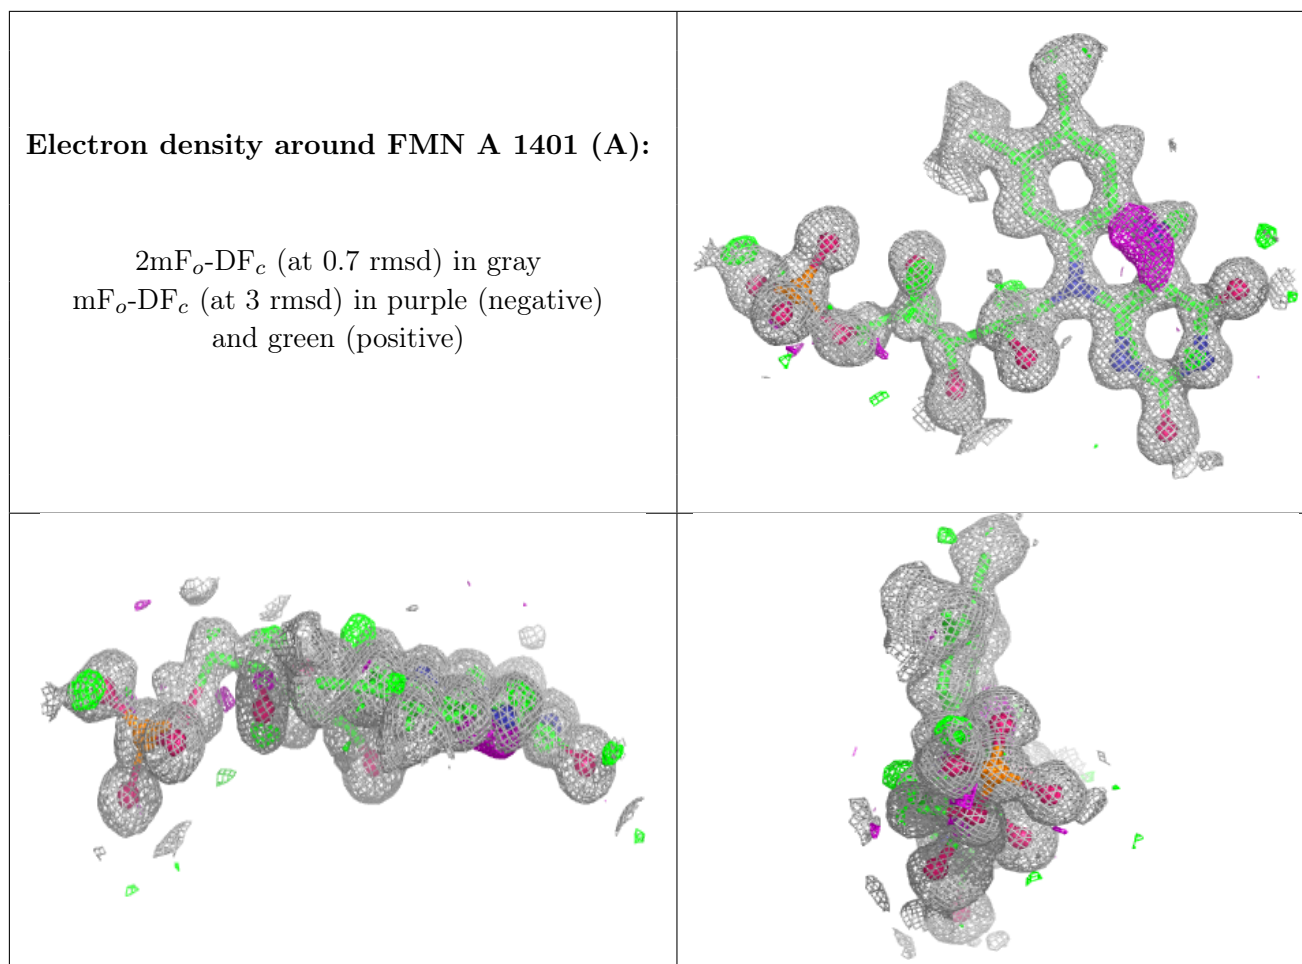 Electron density around FMN A 1401 (A):
2mFo-DFc (at 0.7 rmsd) in gray
mFo-DFc (at 3 rmsd) in purple (negative)
and green (positive)